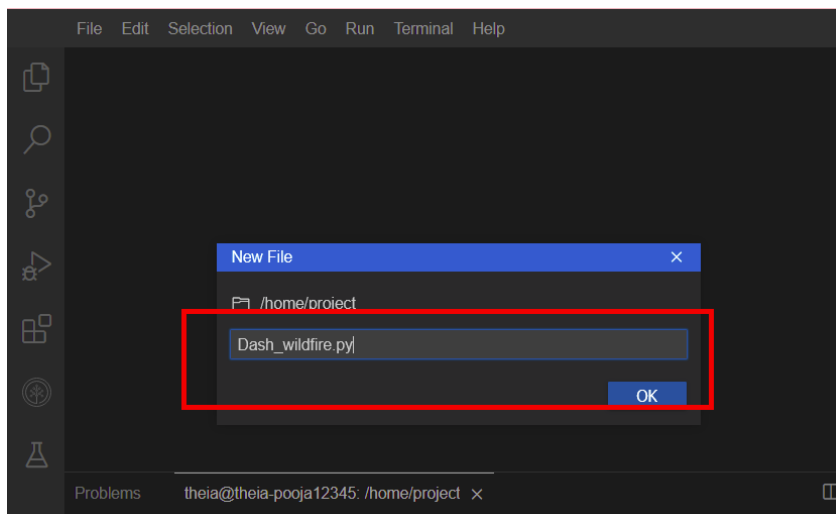 File Edit Selection View Go Run Terminal Help
New File
/home/project
Dash_wildfire.py
OK
Problems theia@theia-pooja12345: /home/project